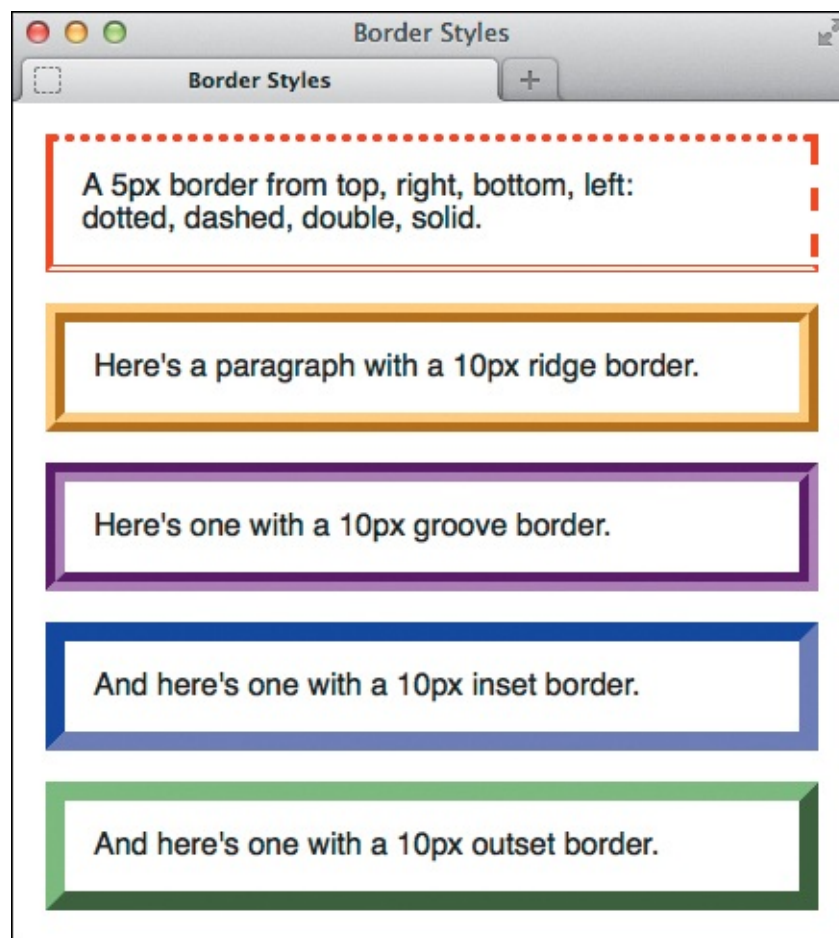 Border Styles
Border Styles
A 5px border from top, right, bottom, left:
dotted, dashed, double, solid.
Here's a paragraph with a 10px ridge border.
Here's one with a 10px groove border.
And here's one with a 10px inset border.
And here's one with a 10px outset border.